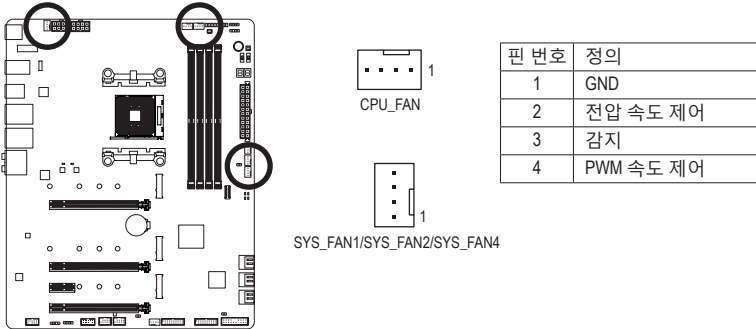 1
CPU_FAN
1
SYS_FAN1/SYS_FAN2/SYS_FAN4
핀 번호 정의
1 GND
2 전압 속도 제어
3 감지
4 PWM 속도 제어